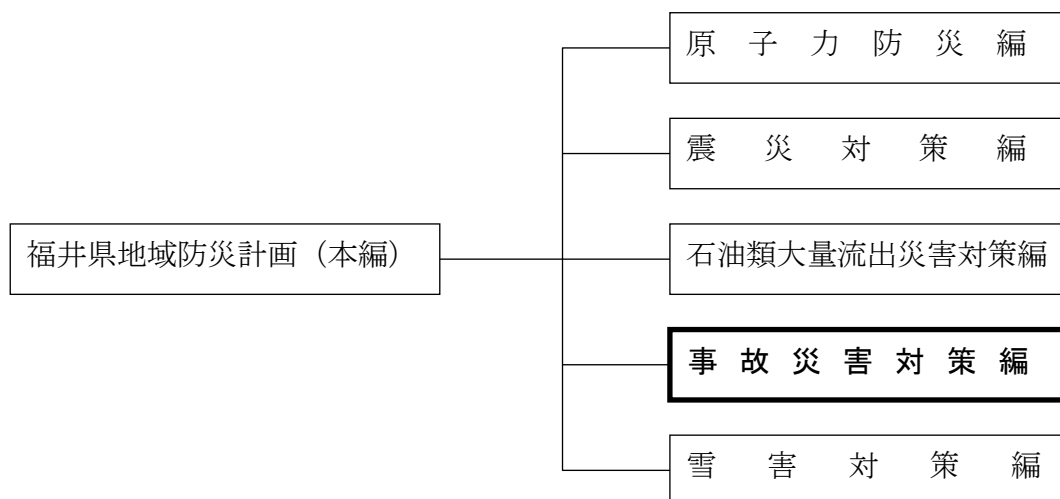 原子力防災編
震災対策編
福井県地域防災計画（本編）
石油類大量流出災害対策編
事故災害対策編
雪害対策編